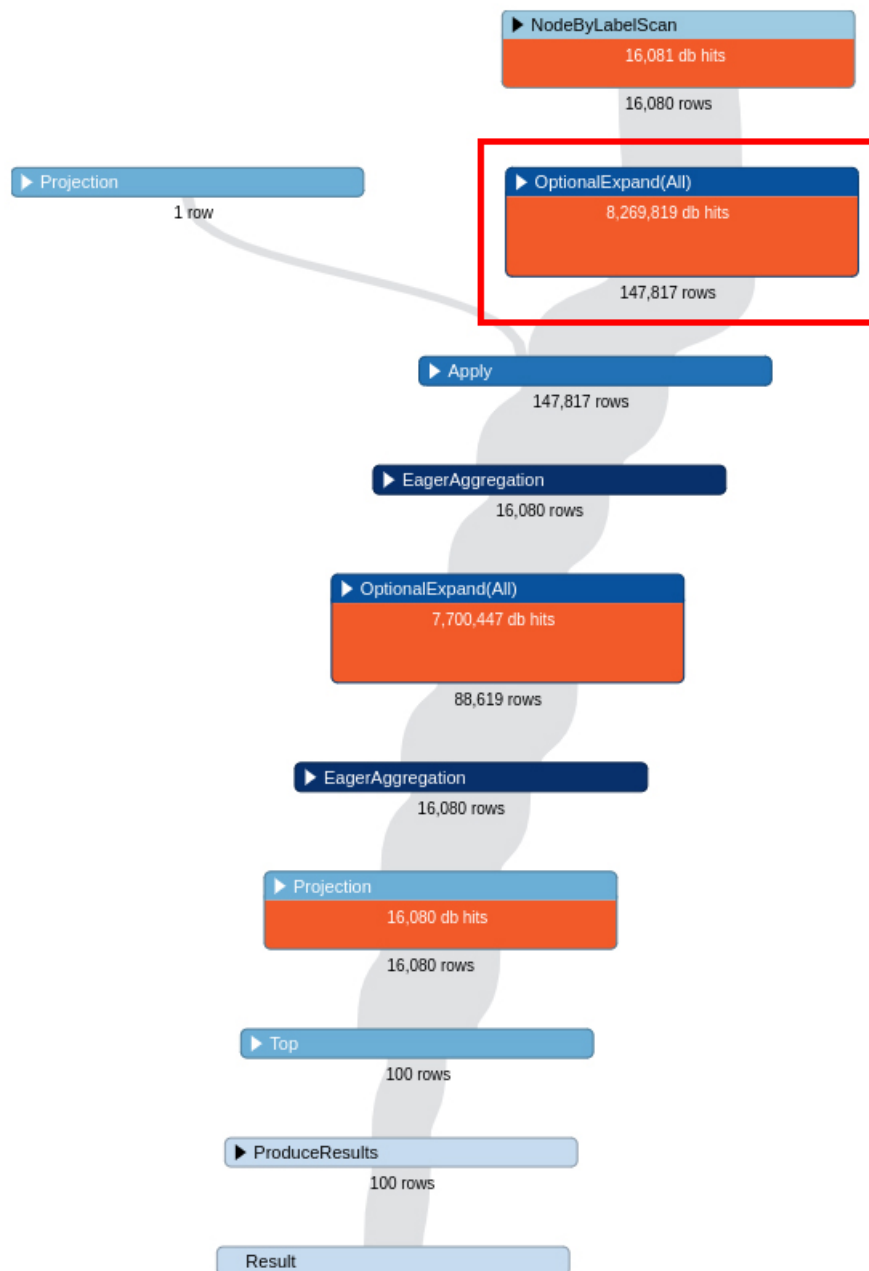 NodeByLabelScan
16,081 db hits
16,080 rows
Projection
1 row
OptionalExpand(All)
8,269,819 db hits
147,817 rows
Apply
147,817 rows
EagerAggregation
16,080 rows
OptionalExpand(All)
7,700,447 db hits
88,619 rows
EagerAggregation
16,080 rows
Projection
16,080 db hits
16,080 rows
Top
100 rows
ProduceResults
100 rows
Result